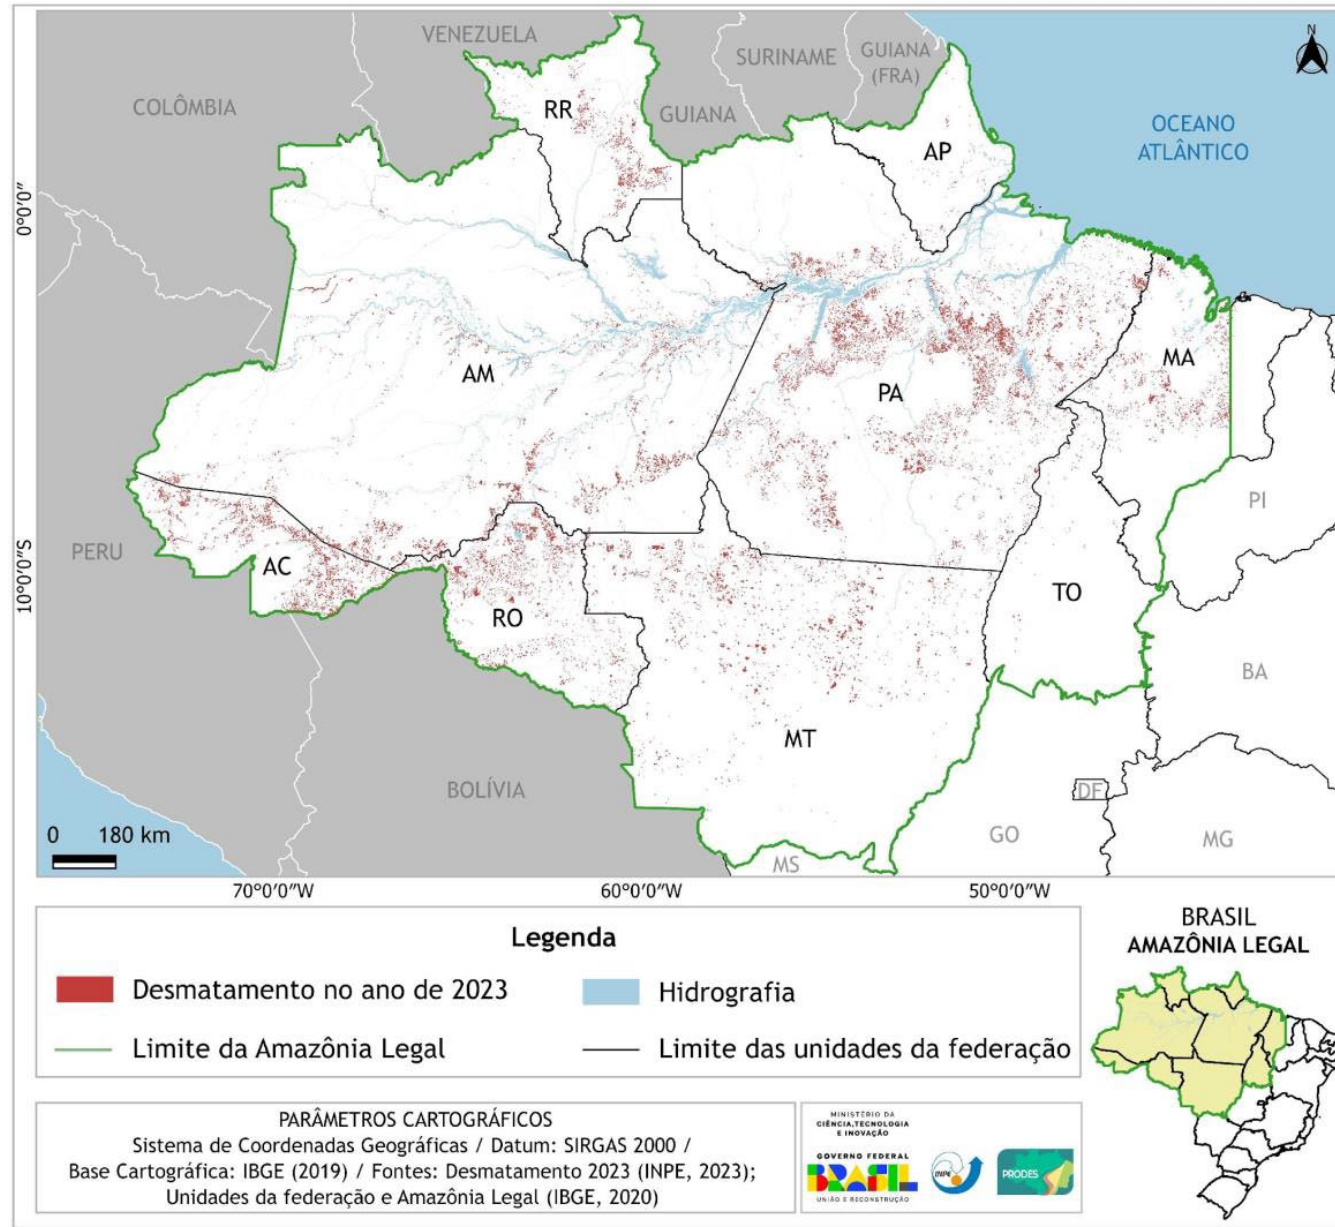 VENEZUELA
SURINAME
GUIANA
(FRA)
N
COLÔMBIA
RR
GUIANA
AP
OCEANO
ATLÂNTICO
0°0'0"
AM
PA
MA
PERU
AC
RO
TO
PI
10°0'0"S
BA
MT
BOLÍVIA
DF
GO
MG
MS
0 180 km
70°0'0"W
60°0'0"W
50°0'0"W
Legenda
Desmatamento no ano de 2023
Hidrografia
Limite da Amazônia Legal
Limite das unidades da federação
BRASIL
AMAZÔNIA LEGAL
PARÂMETROS CARTOGRÁFICOS
Sistema de Coordenadas Geográficas / Datum: SIRGAS 2000 /
Base Cartográfica: IBGE (2019) / Fontes: Desmatamento 2023 (INPE, 2023);
Unidades da federação e Amazônia Legal (IBGE, 2020)
MINISTÉRIO DA
CIÊNCIA, TECNOLOGIA
E INOVAÇÃO
GOVERNO FEDERAL
BRASIL
UNIÃO E RECONSTRUÇÃO
INPE
PRODES